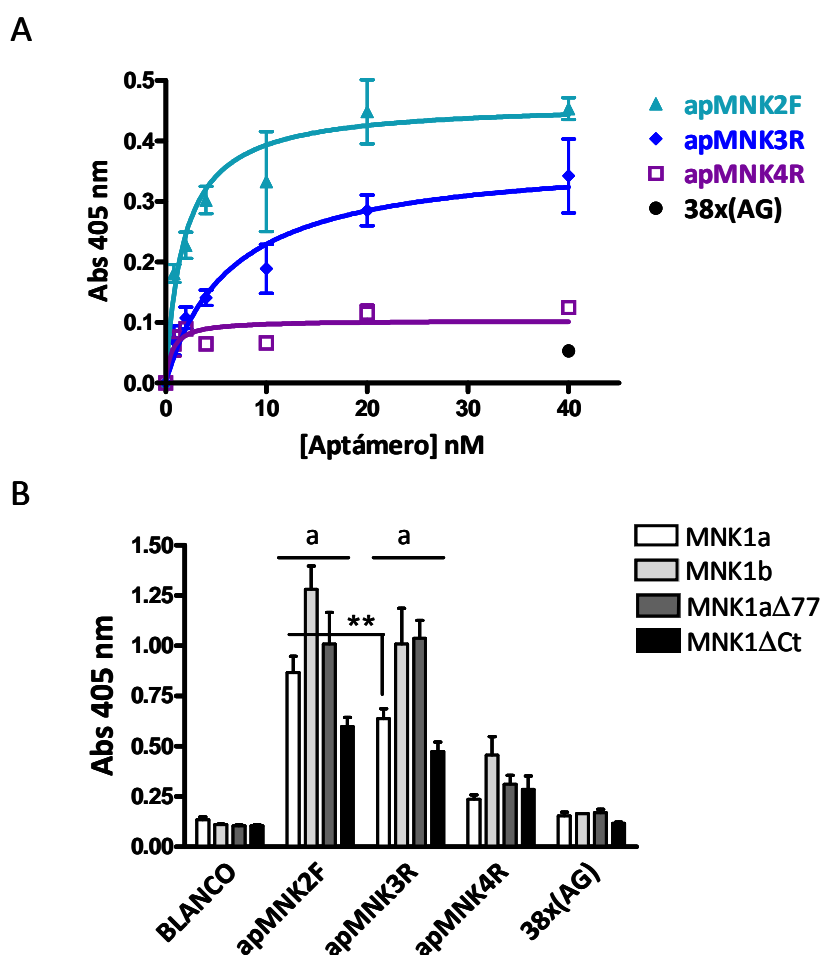 A
0.5
0.4
0.3
0.2
0.1
0.0
0 10 20 30 40
Abs 405 nm
[Aptámero] nM
apMNK2F
apMNK3R
apMNK4R
38x(AG)
B
1.50
1.25
1.00
0.75
0.50
0.25
0.00
Abs 405 nm
a a
**
BLANCO apMNK2F apMNK3R apMNK4R 38x(AG)
MNK1a
MNK1b
MNK1aΔ77
MNK1ΔCt